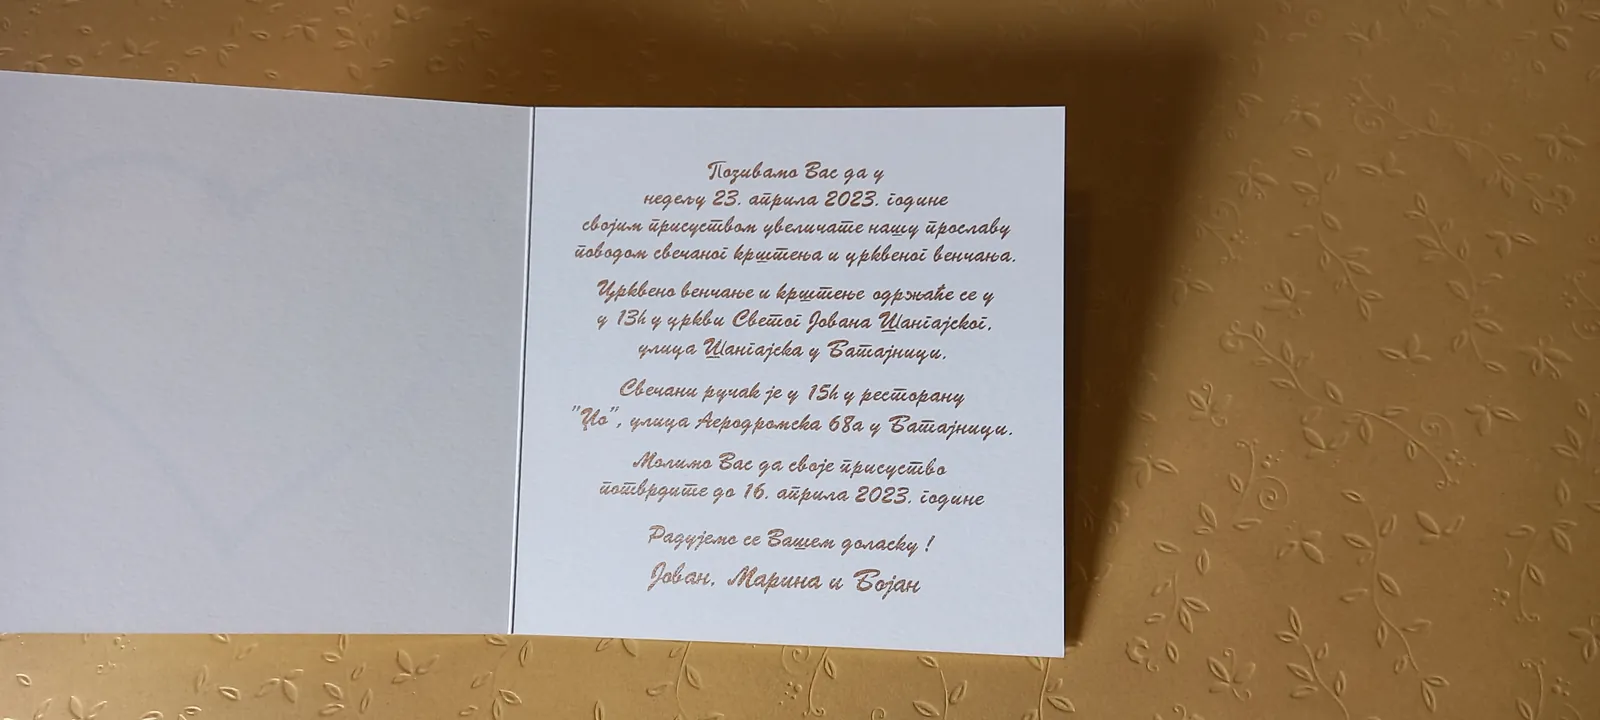 Позивамо Вас да у
недељу 23. априла 2023. године
својим присуством увеличате нашу прославу
поводом свечаног крштења и црквеног венчања.
Црквено венчање и крштење одржаће се у
у 13h у цркви Светог Јована Шангајског,
улица Шангајска у Батајници.
Свечани ручак је у 15h у ресторану
"Цо", улица Аеродромска 68а у Батајници.
Молимо Вас да своје присуство
потврдите до 16. априла 2023. године
Радујемо се Вашем доласку !
Јован, Марина и Бојан